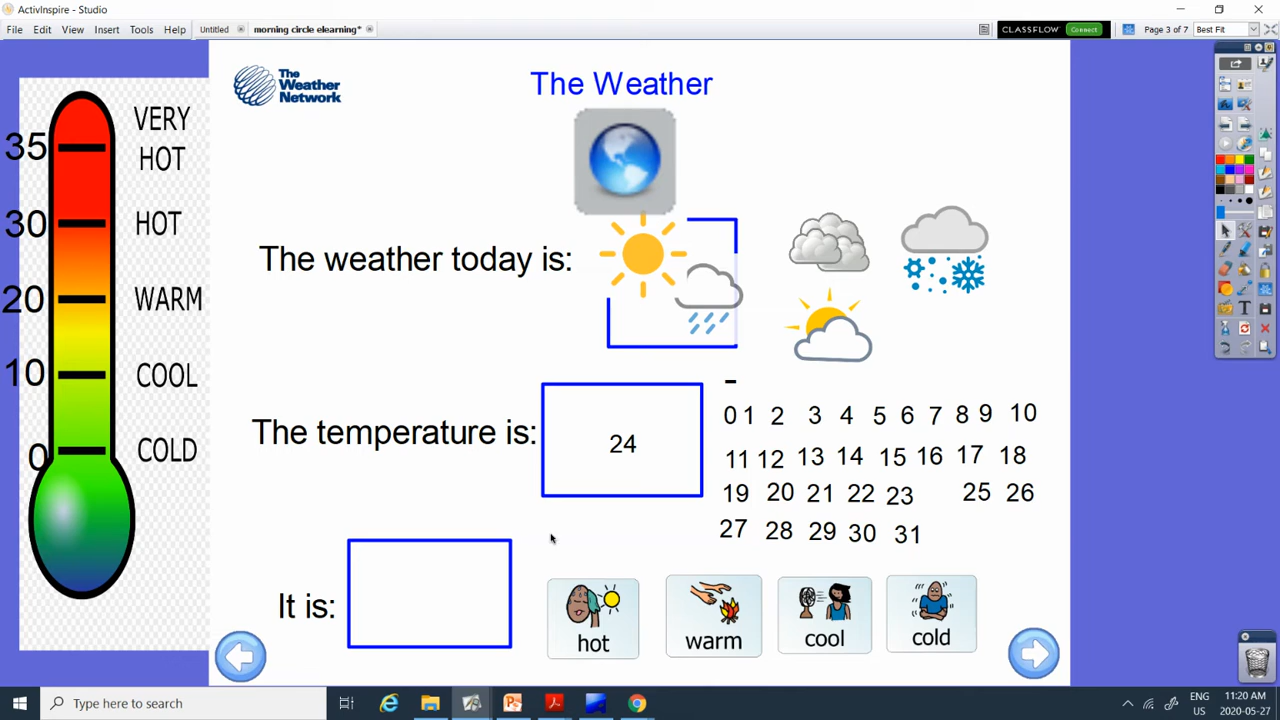 ActivInspire - Studio
File Edit View Insert Tools Help Untitled morning circle elearning* CLASSFLOW Connect Page 3 of 7 Best Fit
The Weather Network
The Weather
35 VERY HOT
30 HOT
20 WARM
10 COOL
0 COLD
The weather today is:
The temperature is: 24
-
0 1 2 3 4 5 6 7 8 9 10
11 12 13 14 15 16 17 18
19 20 21 22 23 25 26
27 28 29 30 31
It is:
hot warm cool cold
Type here to search
ENG 11:20 AM
US 2020-05-27